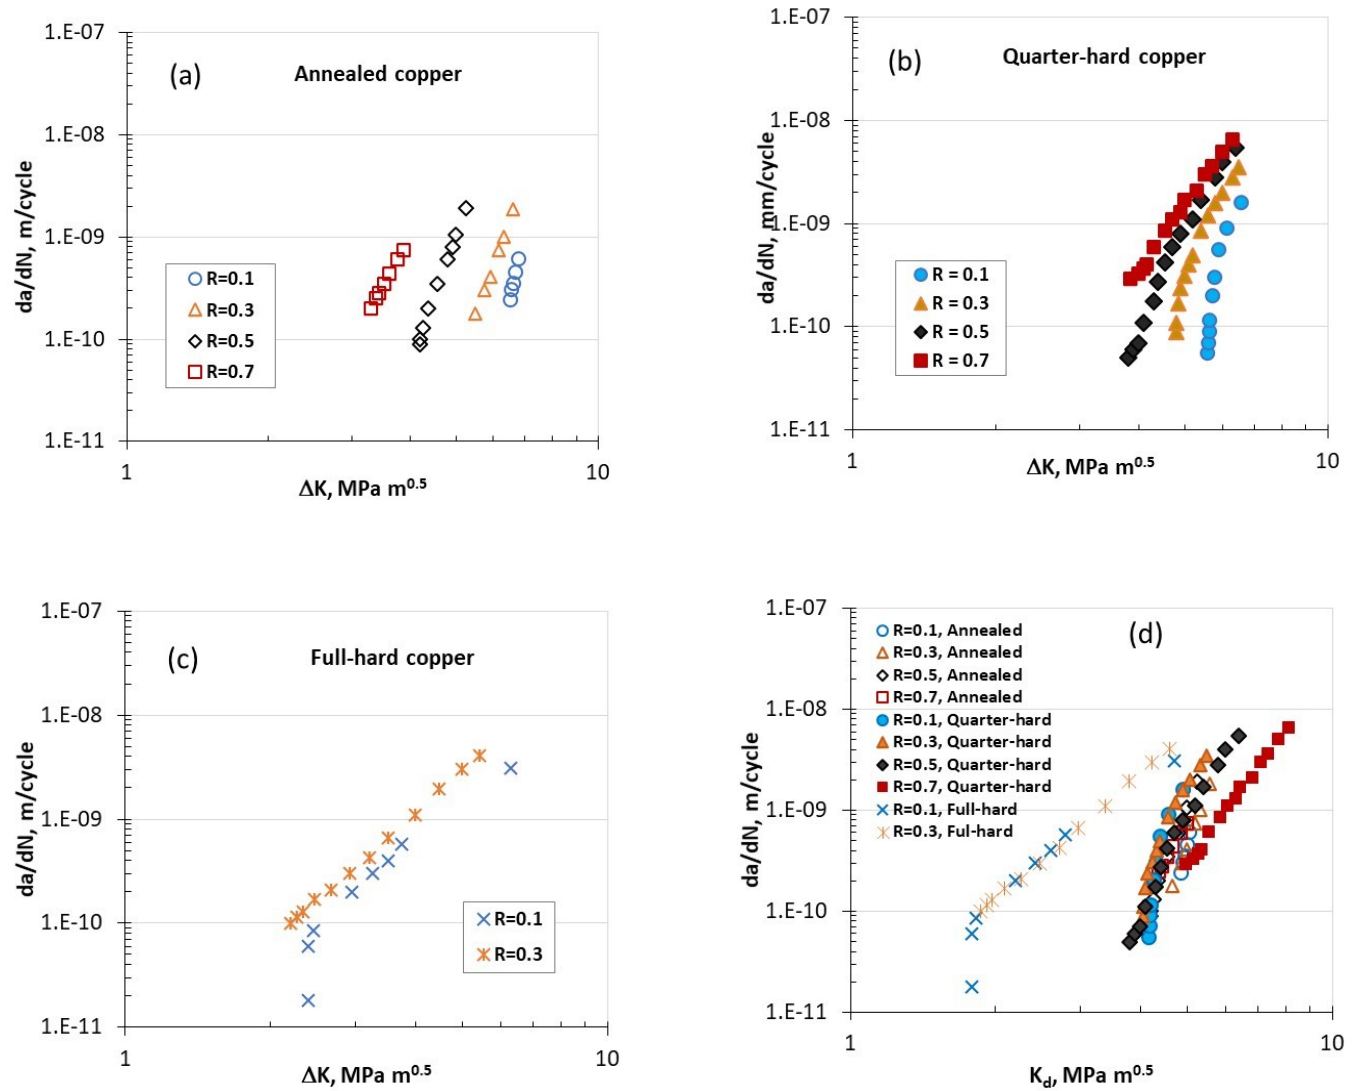 (a)
Annealed copper
da/dN, m/cycle
1.E-07
1.E-08
1.E-09
1.E-10
1.E-11
R=0.1
R=0.3
R=0.5
R=0.7
1
10
ΔK, MPa m^0.5
(b)
Quarter-hard copper
da/dN, mm/cycle
1.E-07
1.E-08
1.E-09
1.E-10
1.E-11
R = 0.1
R = 0.3
R = 0.5
R = 0.7
1
10
ΔK, MPa m^0.5
(c)
Full-hard copper
da/dN, m/cycle
1.E-07
1.E-08
1.E-09
1.E-10
1.E-11
R=0.1
R=0.3
1
10
ΔK, MPa m^0.5
(d)
da/dN, m/cycle
1.E-07
1.E-08
1.E-09
1.E-10
1.E-11
R=0.1, Annealed
R=0.3, Annealed
R=0.5, Annealed
R=0.7, Annealed
R=0.1, Quarter-hard
R=0.3, Quarter-hard
R=0.5, Quarter-hard
R=0.7, Quarter-hard
R=0.1, Full-hard
R=0.3, Ful-hard
1
10
K_d, MPa m^0.5